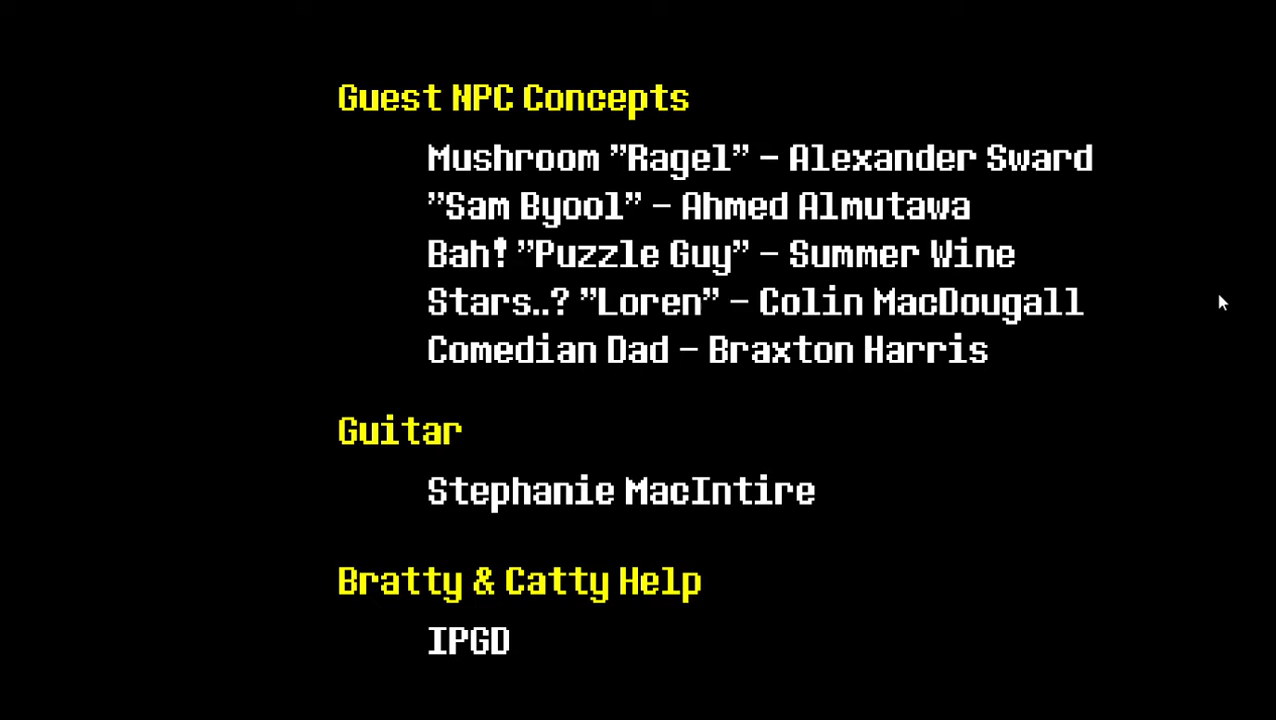 Guest NPC Concepts
Mushroom "Ragel" - Alexander Sward
"Sam Byool" - Ahmed Almutawa
Bah! "Puzzle Guy" - Summer Wine
Stars..? "Loren" - Colin MacDougall
Comedian Dad - Braxton Harris
Guitar
Stephanie MacIntire
Bratty & Catty Help
IPGD